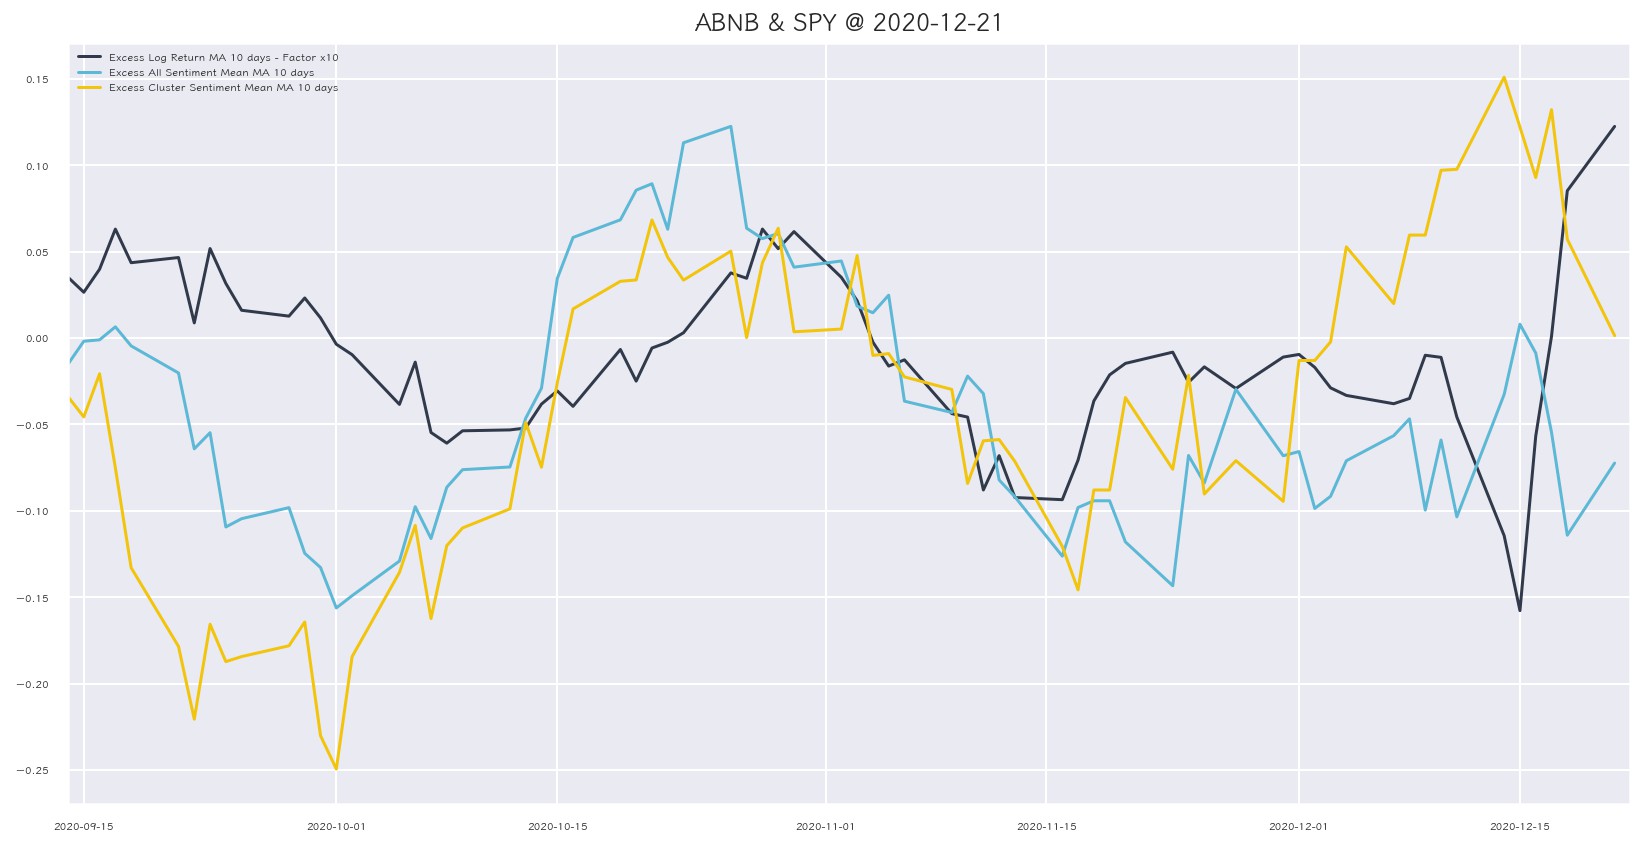 ABNB & SPY @ 2020-12-21
Excess Log Return MA 10 days - Factor x10
Excess All Sentiment Mean MA 10 days
Excess Cluster Sentiment Mean MA 10 days
0.15
0.10
0.05
0.00
−0.05
−0.10
−0.15
−0.20
−0.25
2020-09-15 2020-10-01 2020-10-15 2020-11-01 2020-11-15 2020-12-01 2020-12-15